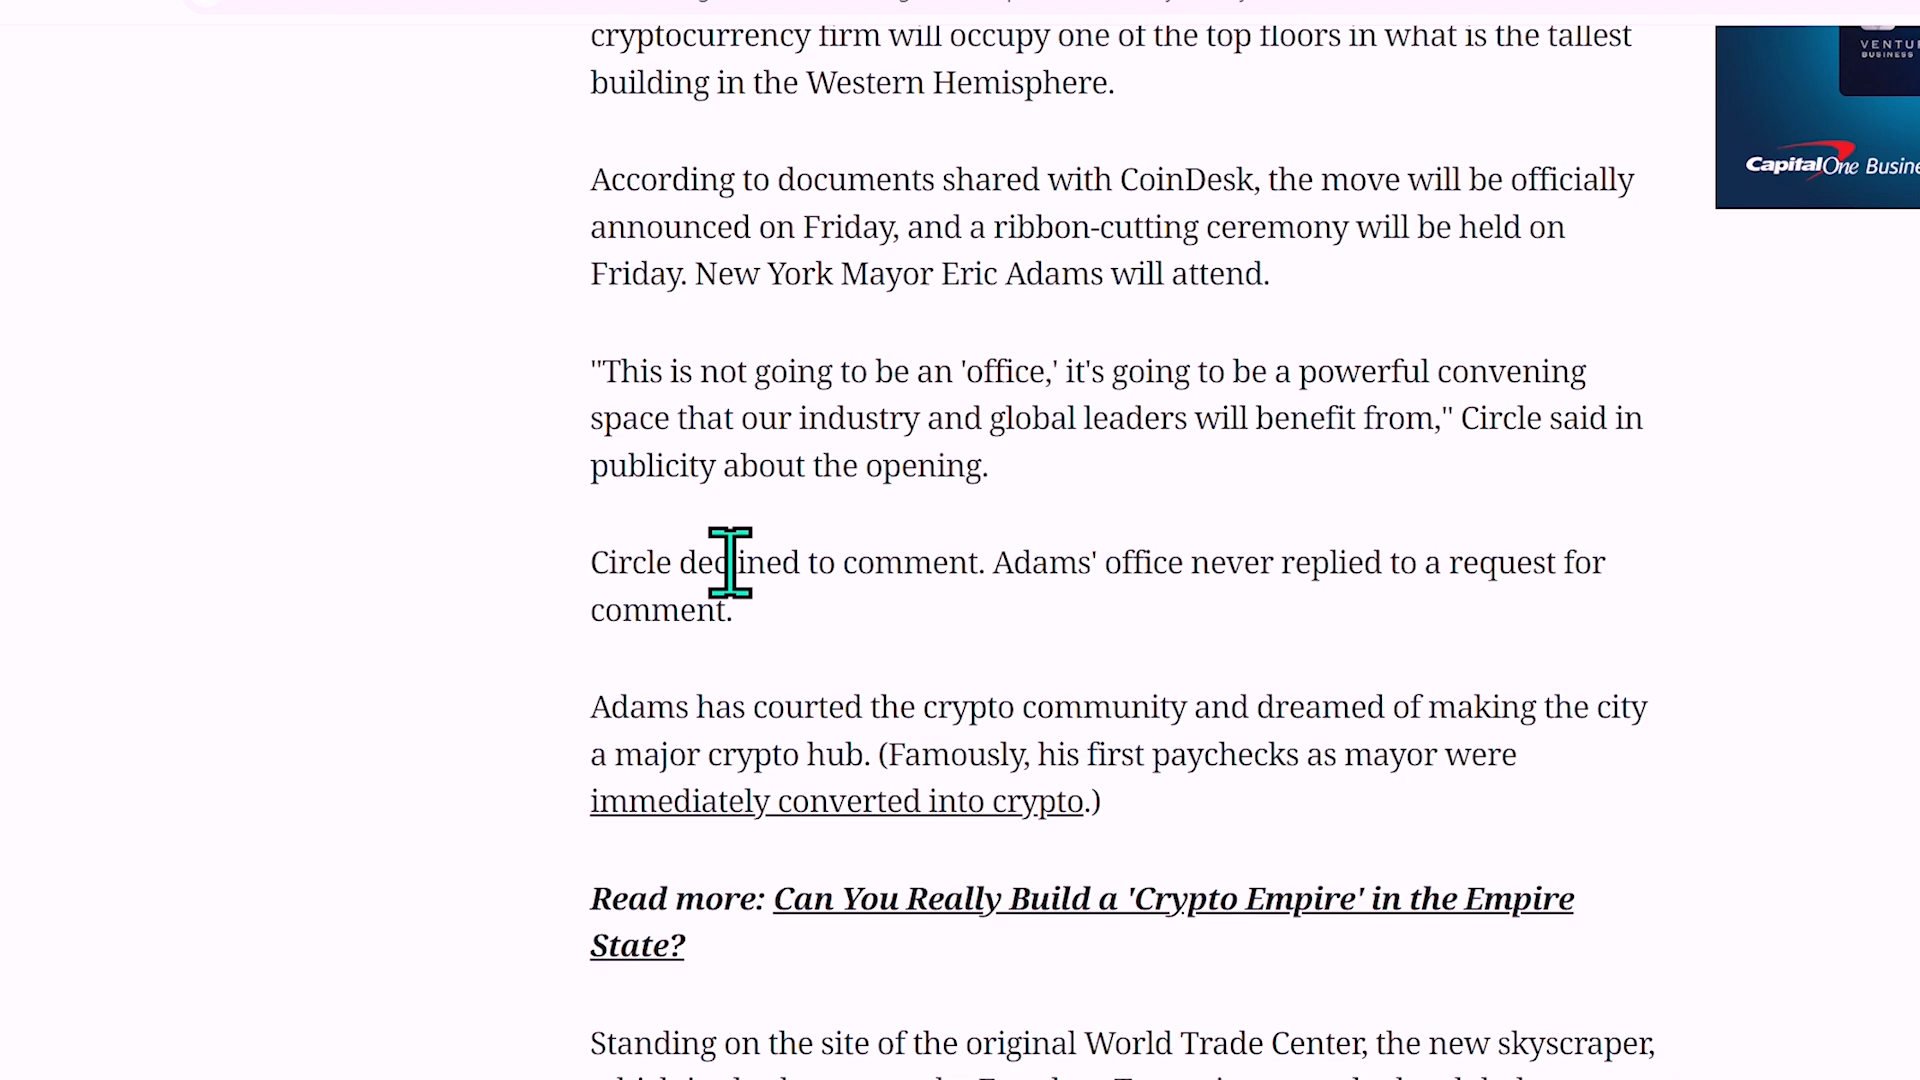 cryptocurrency firm will occupy one of the top floors in what is the tallest
building in the Western Hemisphere.
VENTU
BUSINESS
CapitalOne Busine
According to documents shared with CoinDesk, the move will be officially
announced on Friday, and a ribbon-cutting ceremony will be held on
Friday. New York Mayor Eric Adams will attend.
"This is not going to be an 'office,' it's going to be a powerful convening
space that our industry and global leaders will benefit from," Circle said in
publicity about the opening.
Circle declined to comment. Adams' office never replied to a request for
comment.
Adams has courted the crypto community and dreamed of making the city
a major crypto hub. (Famously, his first paychecks as mayor were
immediately converted into crypto.)
Read more: Can You Really Build a 'Crypto Empire' in the Empire
State?
Standing on the site of the original World Trade Center, the new skyscraper,